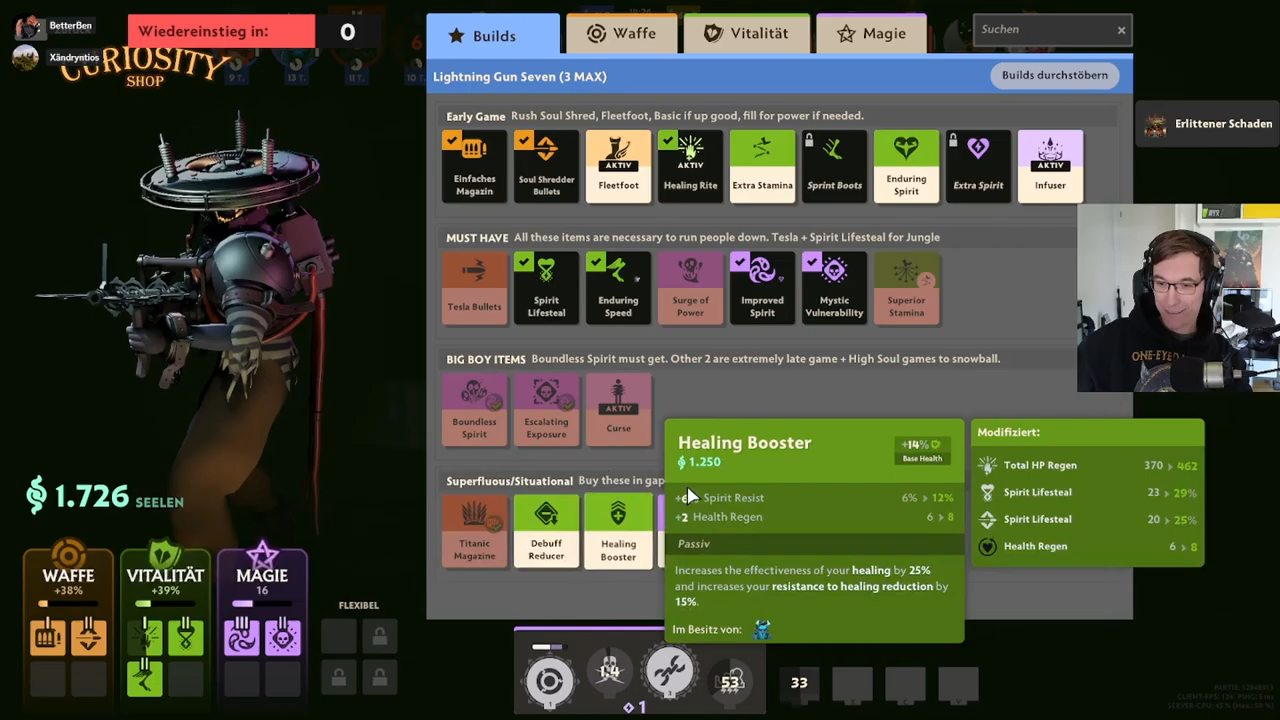 BetterBen
Xändryntios
Wiedereinstieg in:
0
CURIOSITY
SHOP
Builds
Waffe
Vitalität
Magie
Suchen
Lightning Gun Seven (3 MAX)
Builds durchstöbern
Early Game Rush Soul Shred, Fleetfoot, Basic if up good, fill for power if needed.
Einfaches Magazin
Soul Shredder Bullets
AKTIV
Fleetfoot
AKTIV
Healing Rite
Extra Stamina
Sprint Boots
Enduring Spirit
Extra Spirit
AKTIV
Infuser
Erlittener Schaden
MUST HAVE All these items are necessary to run people down. Tesla + Spirit Lifesteal for Jungle
Tesla Bullets
Spirit Lifesteal
Enduring Speed
Surge of Power
Improved Spirit
Mystic Vulnerability
Superior Stamina
BIG BOY ITEMS Boundless Spirit must get. Other 2 are extremely late game + High Soul games to snowball.
Boundless Spirit
Escalating Exposure
AKTIV
Curse
Superfluous/Situational Buy these in gap
Titanic Magazine
Debuff Reducer
Healing Booster
Healing Booster
1.250
+14%
Base Health
Spirit Resist 6% > 12%
+2 Health Regen 6 > 8
Passiv
Increases the effectiveness of your healing by 25%
and increases your resistance to healing reduction by
15%.
Im Besitz von:
Modifiziert:
Total HP Regen 370 > 462
Spirit Lifesteal 23 > 29%
Spirit Lifesteal 20 > 25%
Health Regen 6 > 8
ONE-EYED
1.726 SEELEN
WAFFE
+38%
VITALITÄT
+39%
MAGIE
16
FLEXIBEL
14
53
33
1